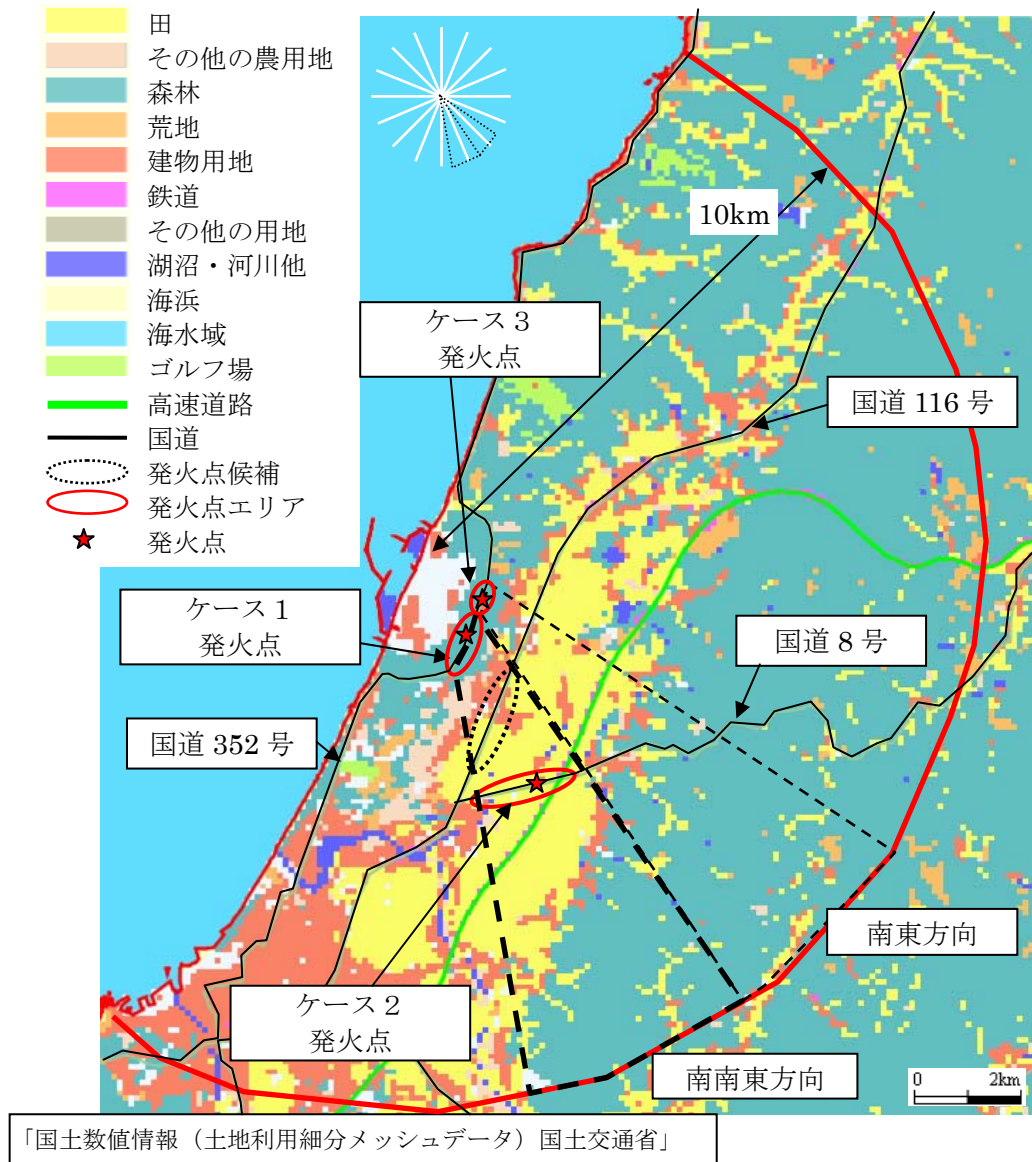 田
その他の農用地
森林
荒地
建物用地
鉄道
その他の用地
湖沼・河川他
海浜
海水域
ゴルフ場
高速道路
国道
発火点候補
発火点エリア
発火点
10km
ケース３
発火点
国道 116 号
ケース１
発火点
国道 8 号
国道 352 号
南東方向
ケース２
発火点
南南東方向
0 2km
「国土数値情報（土地利用細分メッシュデータ）国土交通省」